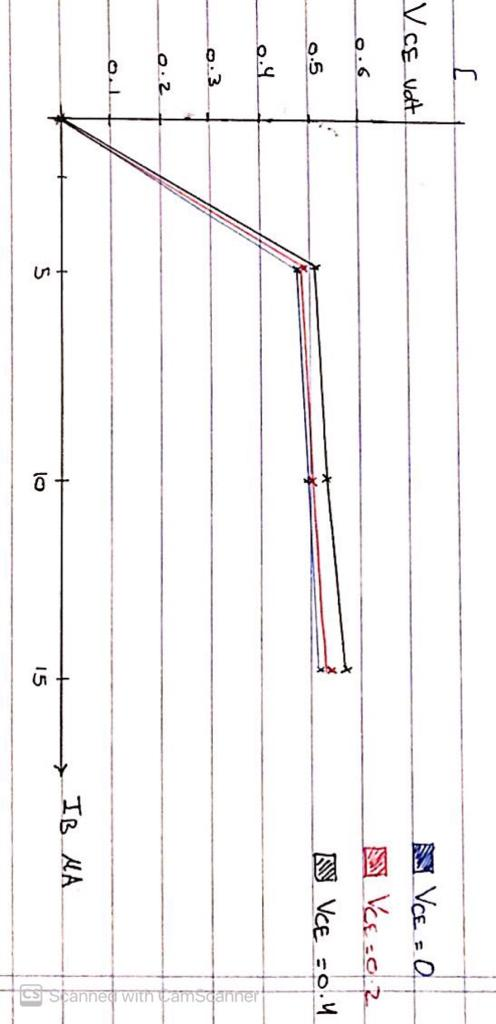 VCE volt
0.6
0.5
0.4
0.3
0.2
0.1
5
10
15
IB μA
VCE = 0
VCE = 0.2
VCE = 0.4
CS Scanned with CamScanner